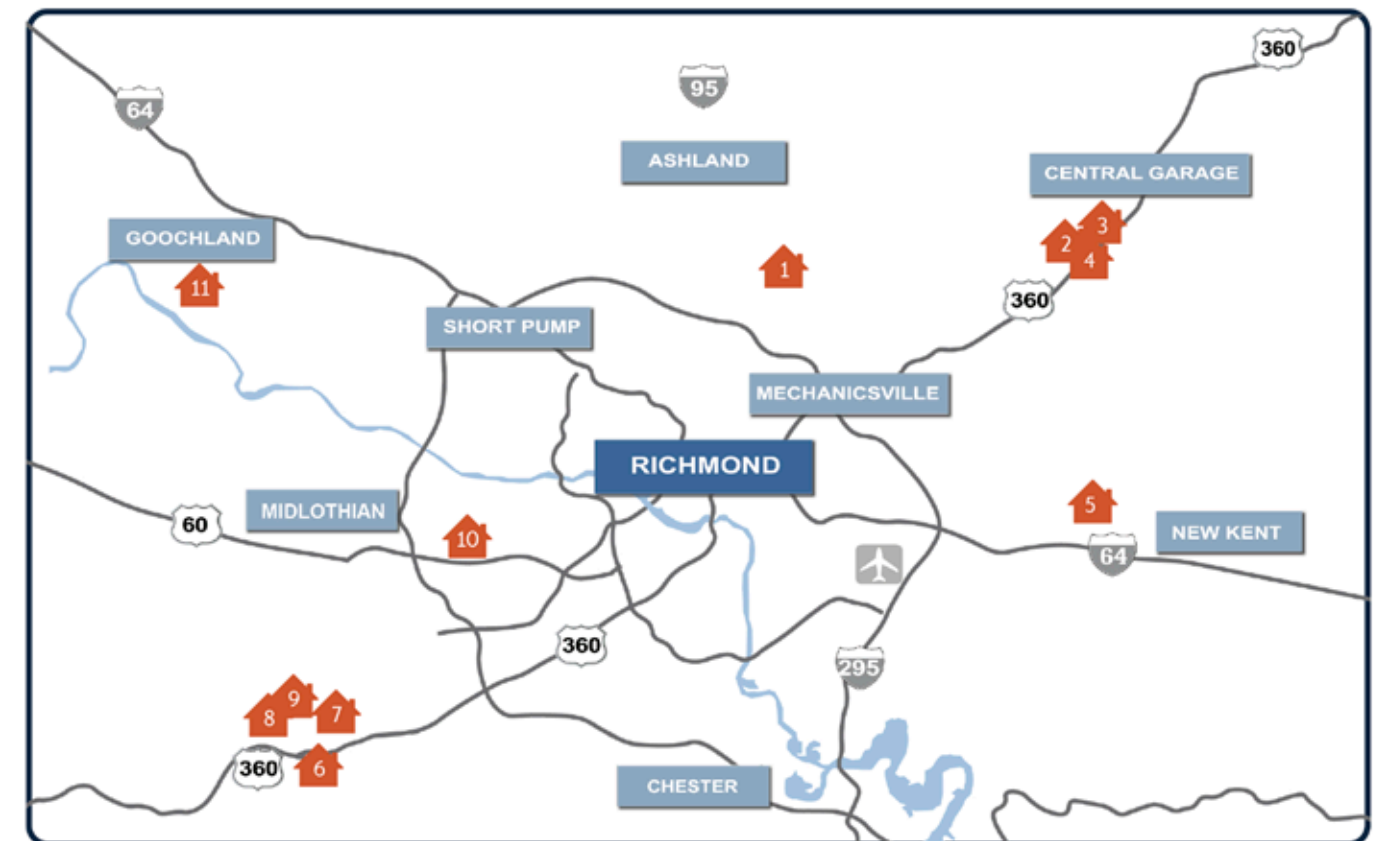 360
95
64
ASHLAND
CENTRAL GARAGE
3
GOOCHLAND
2
4
1
11
360
SHORT PUMP
MECHANICSVILLE
RICHMOND
5
MIDLOTHIAN
60
NEW KENT
10
64
360
295
9
7
8
360
6
CHESTER